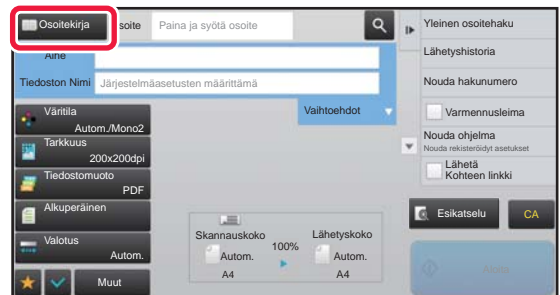 Osoitekirja
soite
Paina ja syötä osoite
Yleinen osoitehaku
Aihe
Lähetyshistoria
Tiedoston Nimi
Järjestelmäasetusten määrittämä
Nouda hakunumero
Väritila
Autom./Mono2
Vaihtoehdot
Varmennusleima
Tarkkuus
200x200dpi
Nouda ohjelma
Nouda rekisteröidyt asetukset
Tiedostomuoto
PDF
Lähetä
Kohteen linkki
Alkuperäinen
Esikatselu
CA
Skannauskoko
100%
Lähetyskoko
Valotus
Autom.
Autom.
Autom.
A4
A4
Muut
Aloita